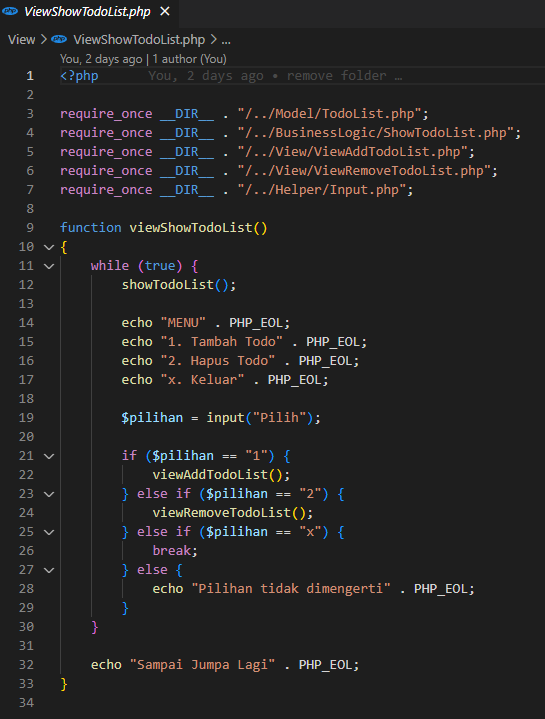 ViewShowTodoList.php
View > ViewShowTodoList.php > ...
You, 2 days ago | 1 author (You)
1 <?php You, 2 days ago • remove folder …
2
3 require_once __DIR__ . "/../Model/TodoList.php";
4 require_once __DIR__ . "/../BusinessLogic/ShowTodoList.php";
5 require_once __DIR__ . "/../View/ViewAddTodoList.php";
6 require_once __DIR__ . "/../View/ViewRemoveTodoList.php";
7 require_once __DIR__ . "/../Helper/Input.php";
8
9 function viewShowTodoList()
10 {
11     while (true) {
12         showTodoList();
13
14         echo "MENU" . PHP_EOL;
15         echo "1. Tambah Todo" . PHP_EOL;
16         echo "2. Hapus Todo" . PHP_EOL;
17         echo "x. Keluar" . PHP_EOL;
18
19         $pilihan = input("Pilih");
20
21         if ($pilihan == "1") {
22             viewAddTodoList();
23         } else if ($pilihan == "2") {
24             viewRemoveTodoList();
25         } else if ($pilihan == "x") {
26             break;
27         } else {
28             echo "Pilihan tidak dimengerti" . PHP_EOL;
29         }
30     }
31
32     echo "Sampai Jumpa Lagi" . PHP_EOL;
33 }
34